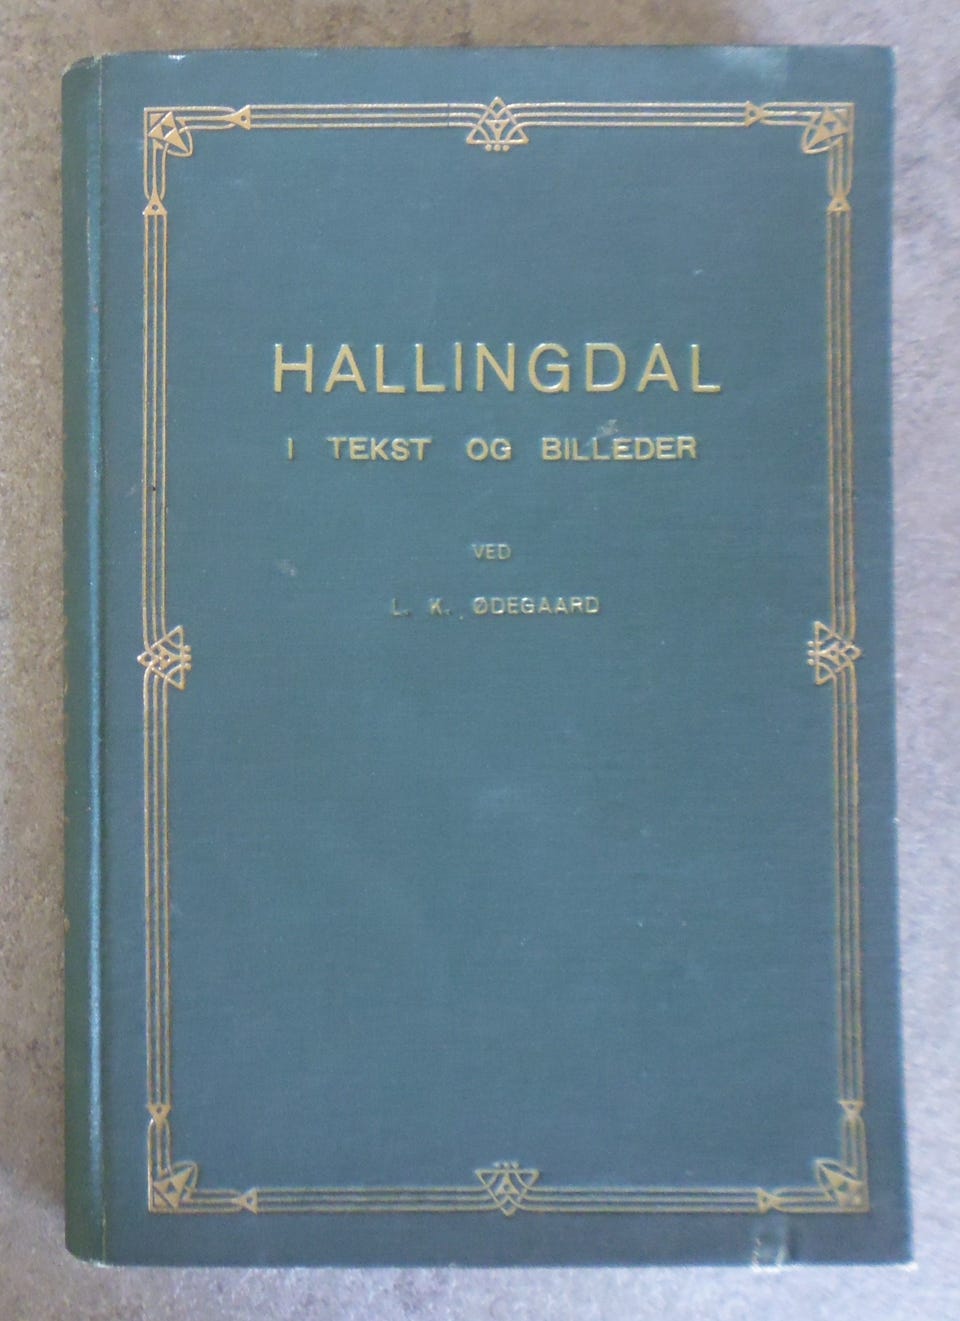 HALLINGDAL
I TEKST OG BILLEDER
VED
L. K. ØDEGAARD